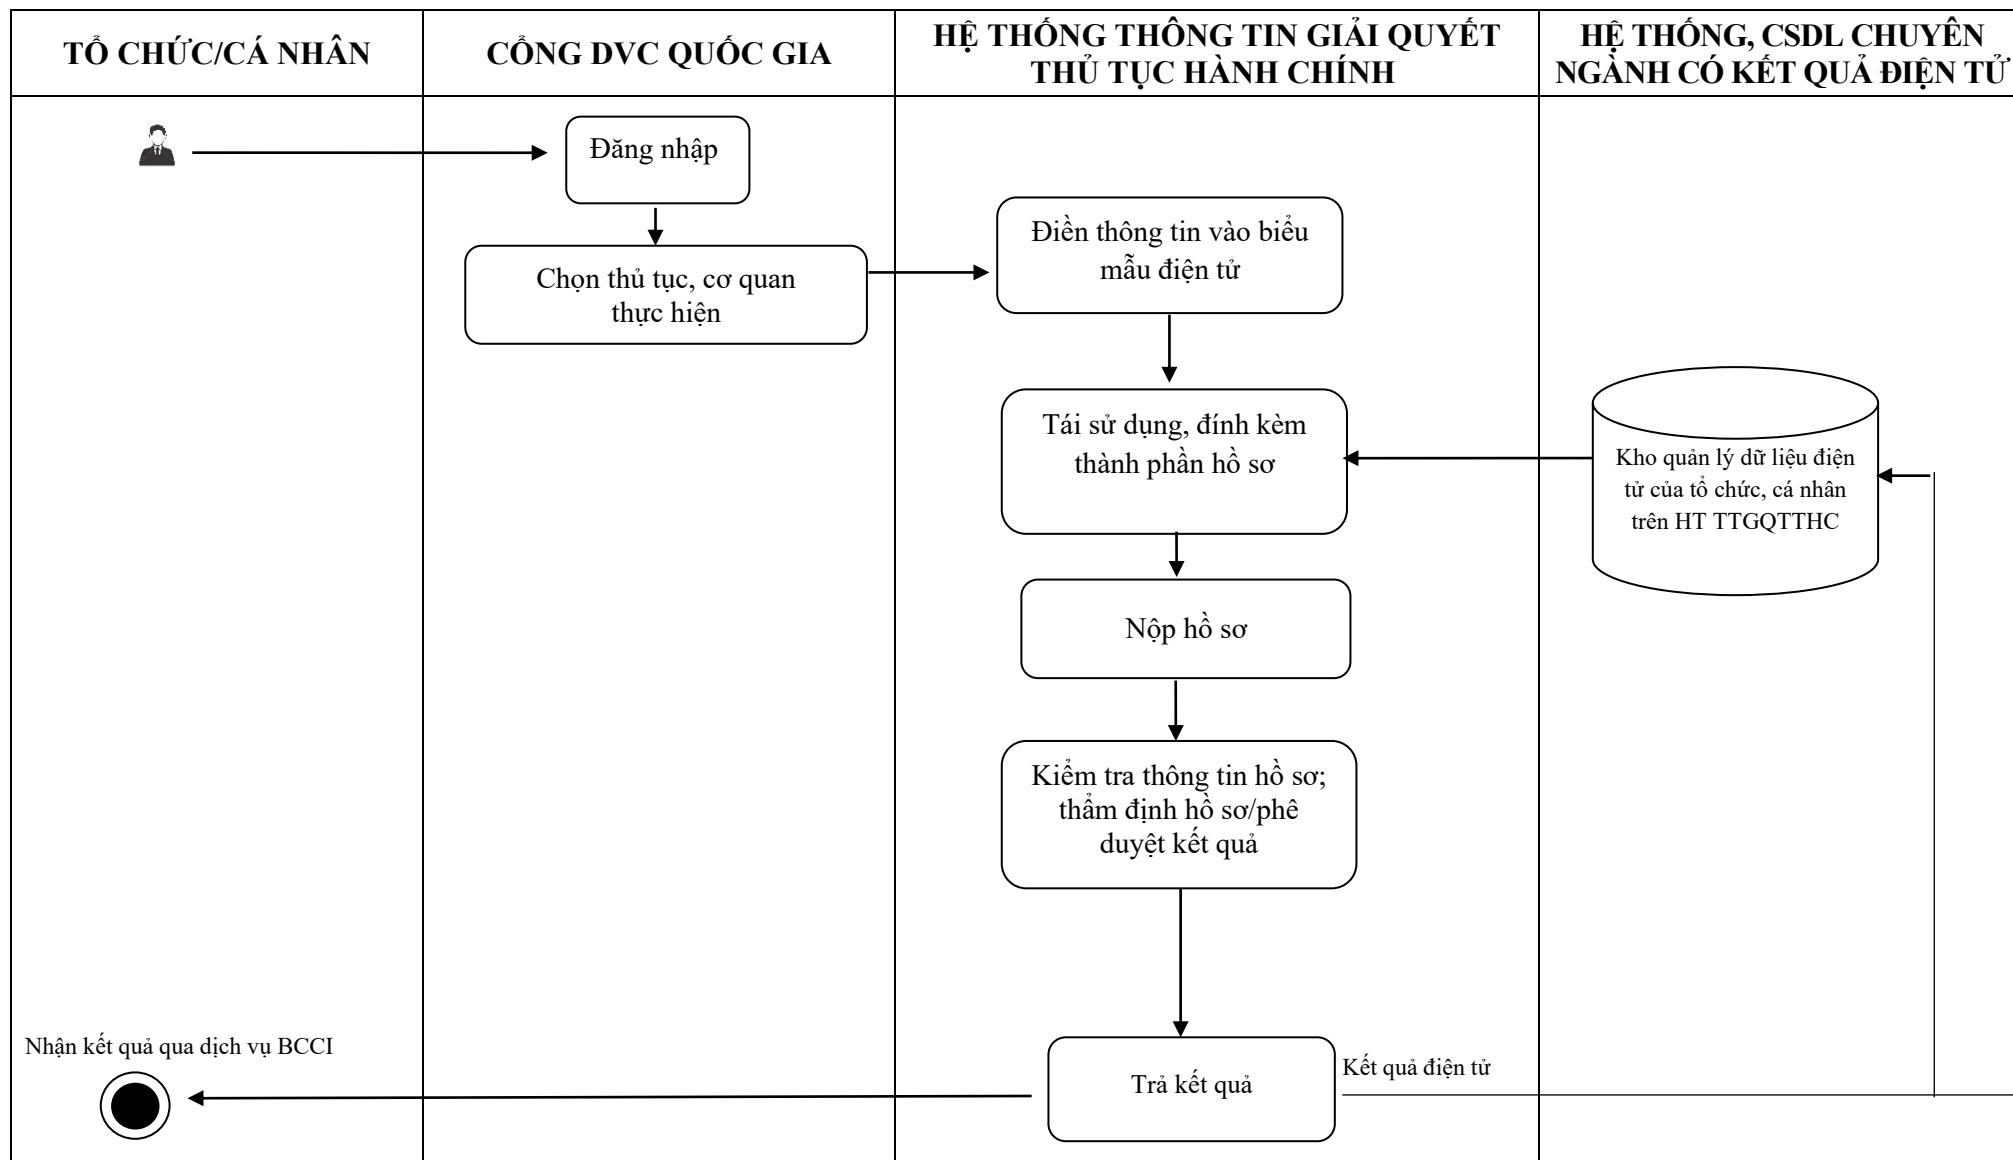 TỔ CHỨC/CÁ NHÂN
CỔNG DVC QUỐC GIA
HỆ THỐNG THÔNG TIN GIẢI QUYẾT
THỦ TỤC HÀNH CHÍNH
HỆ THỐNG, CSDL CHUYÊN
NGÀNH CÓ KẾT QUẢ ĐIỆN TỬ
Đăng nhập
Chọn thủ tục, cơ quan
thực hiện
Điền thông tin vào biểu
mẫu điện tử
Tái sử dụng, đính kèm
thành phần hồ sơ
Kho quản lý dữ liệu điện
tử của tổ chức, cá nhân
trên HT TTGQTTHC
Nộp hồ sơ
Kiểm tra thông tin hồ sơ;
thẩm định hồ sơ/phê
duyệt kết quả
Nhận kết quả qua dịch vụ BCCI
Trả kết quả
Kết quả điện tử